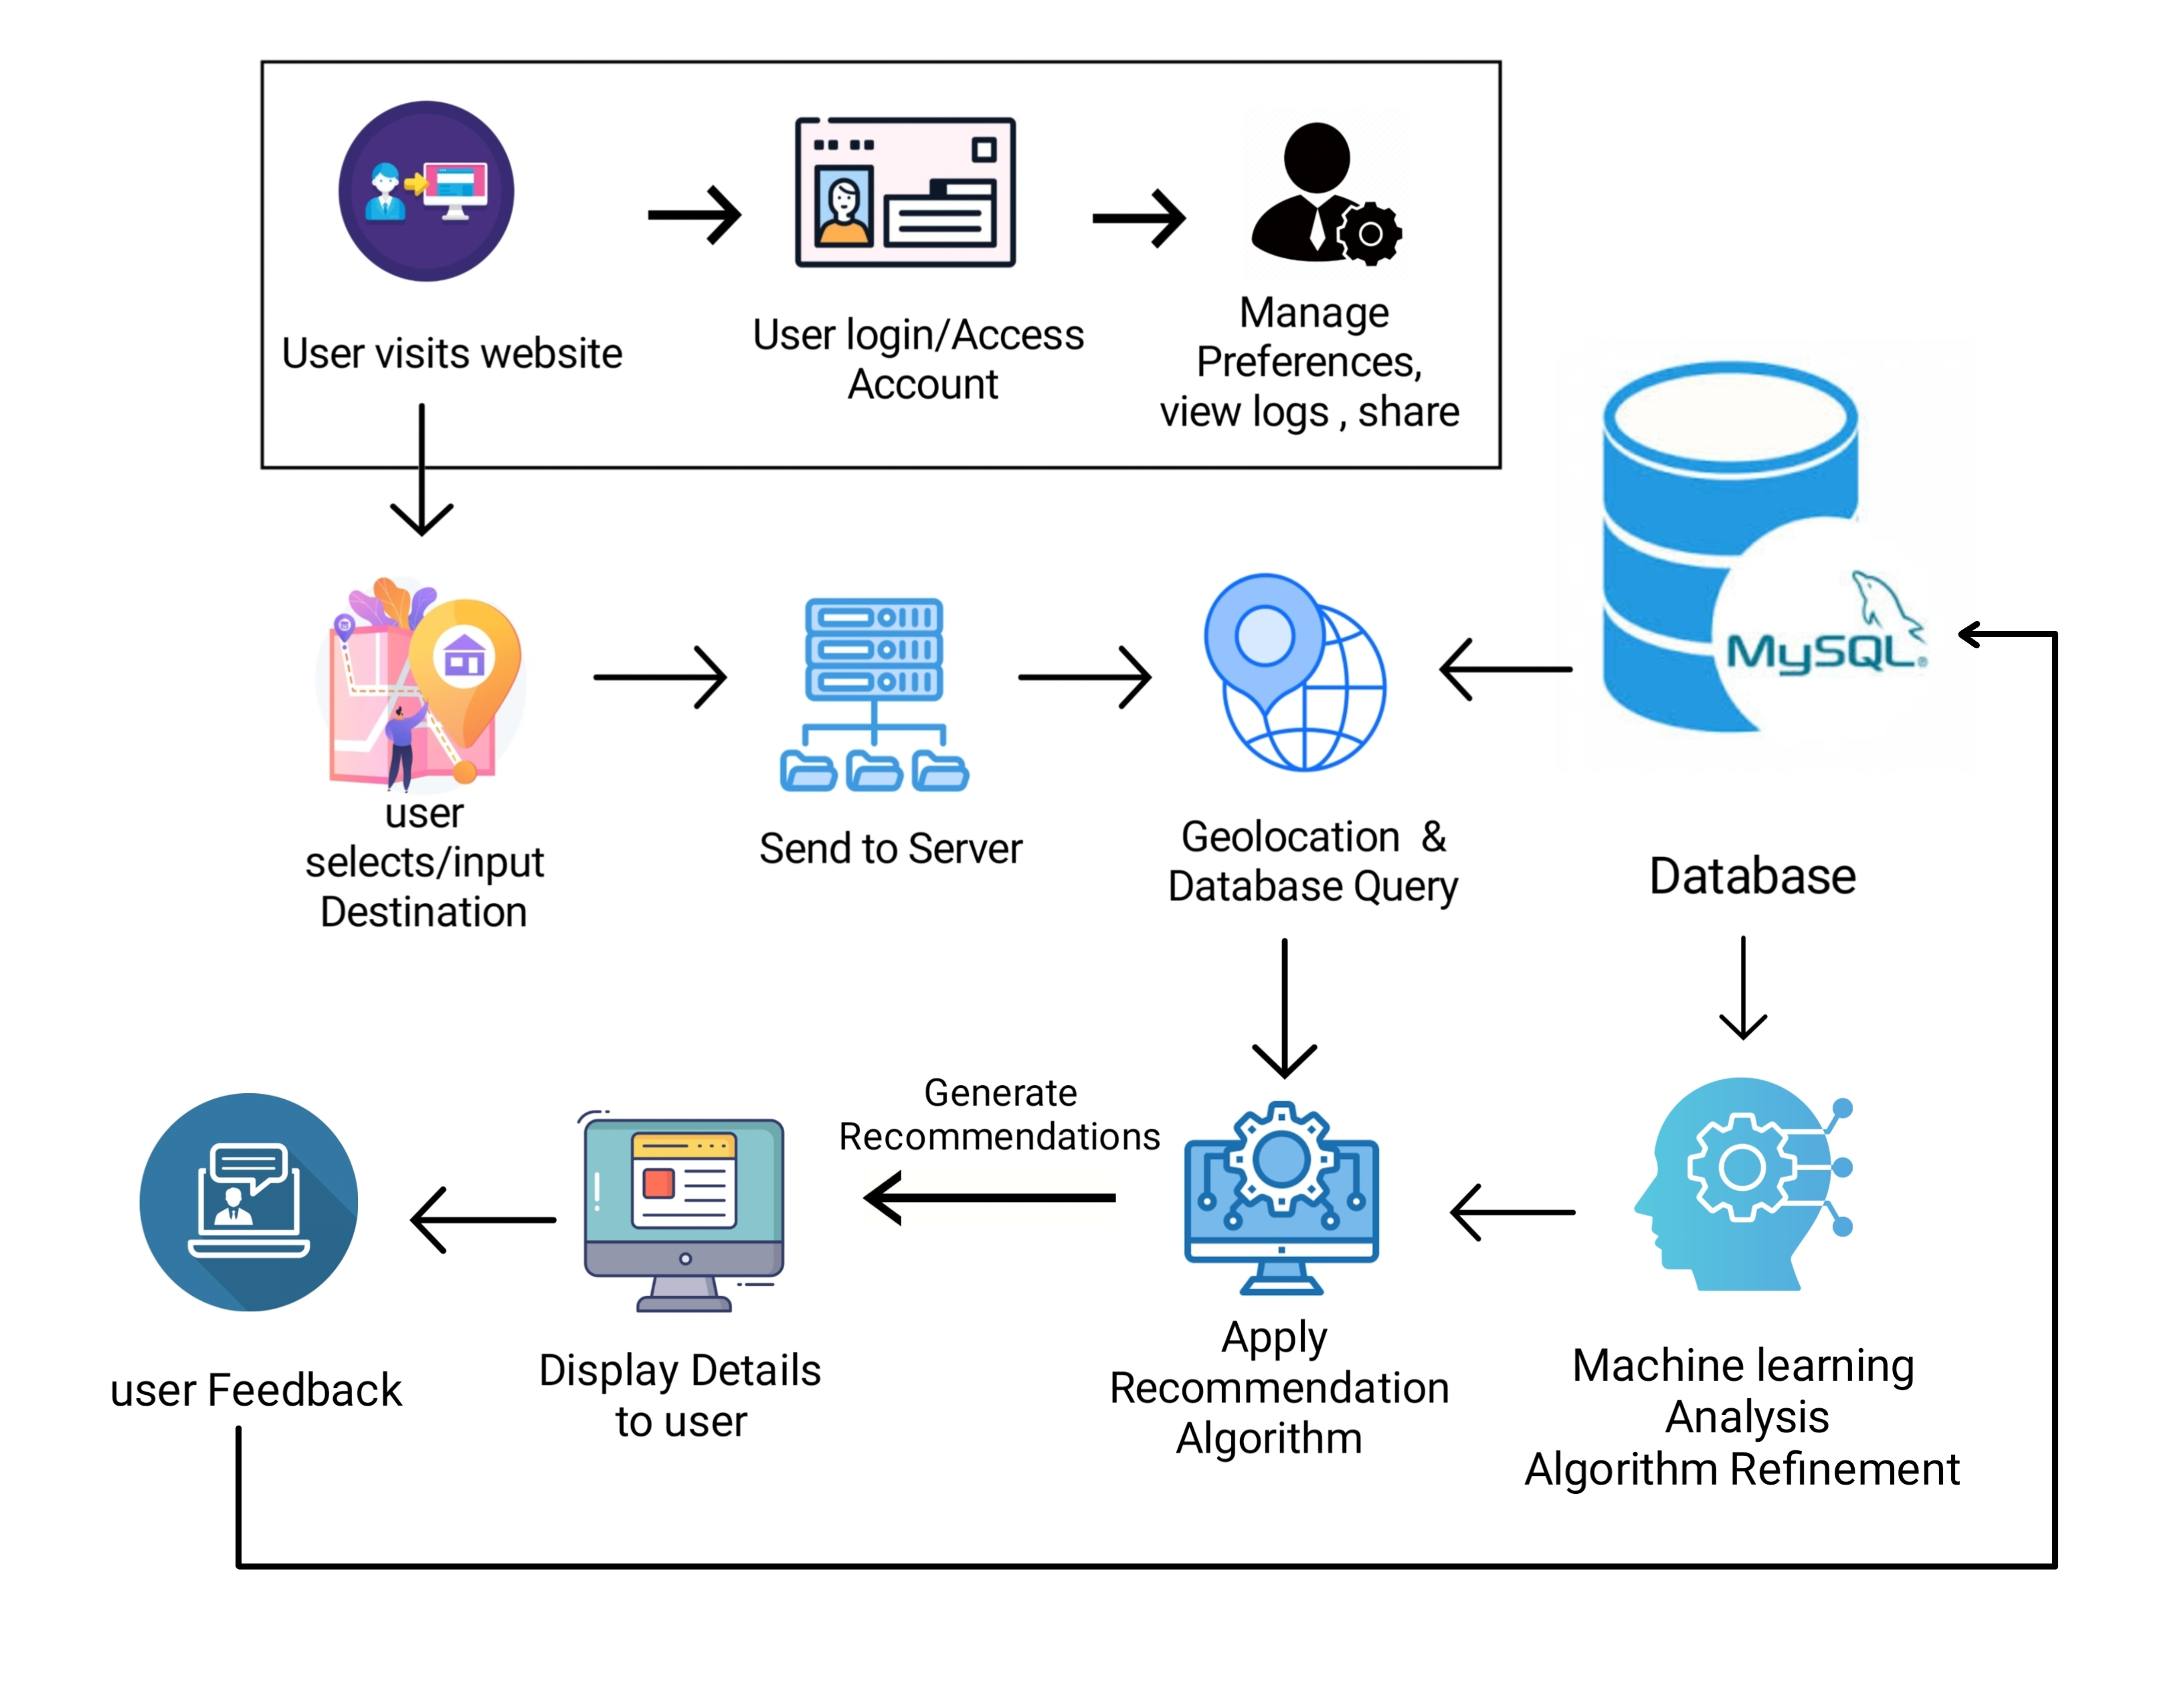 User visits website
User login/Access
Account
Manage
Preferences,
view logs , share
user
selects/input
Destination
Send to Server
Geolocation &
Database Query
MySQL®
Database
Generate
Recommendations
user Feedback
Display Details
to user
Apply
Recommendation
Algorithm
Machine learning
Analysis
Algorithm Refinement